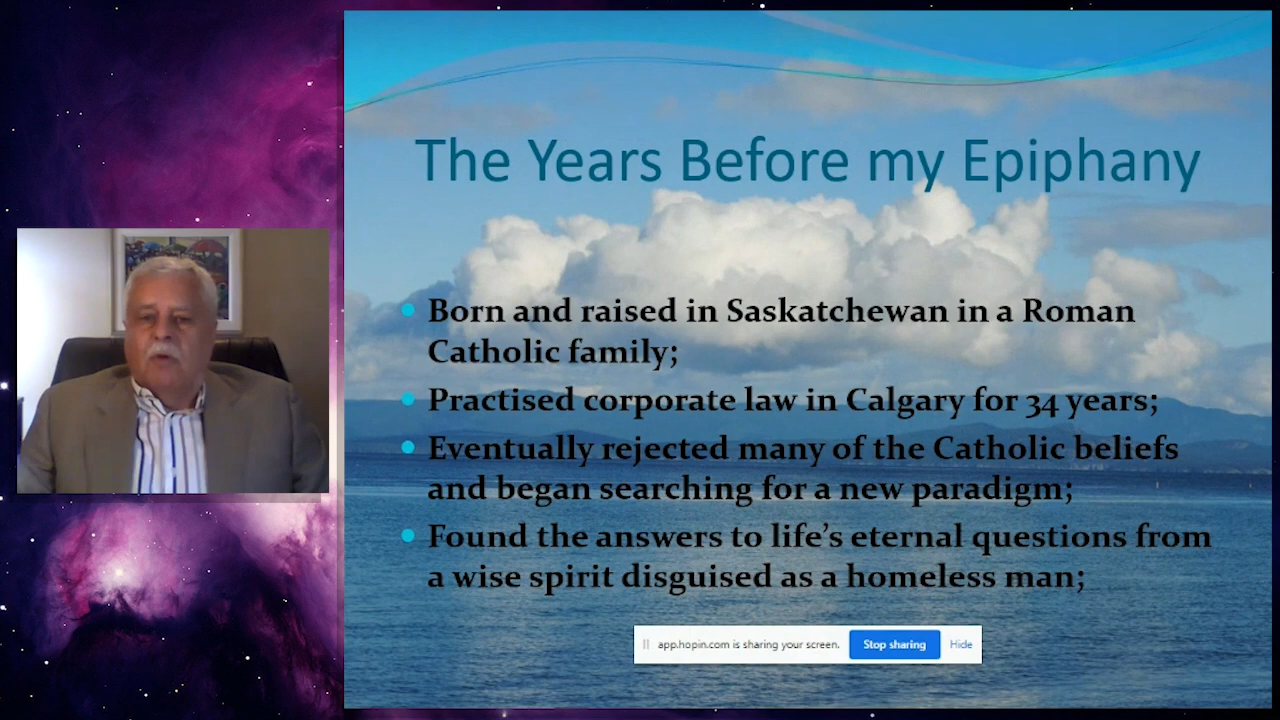 The Years Before my Epiphany
Born and raised in Saskatchewan in a Roman
Catholic family;
Practised corporate law in Calgary for 34 years;
Eventually rejected many of the Catholic beliefs
and began searching for a new paradigm;
Found the answers to life’s eternal questions from
a wise spirit disguised as a homeless man;
app.hopin.com is sharing your screen. Stop sharing Hide